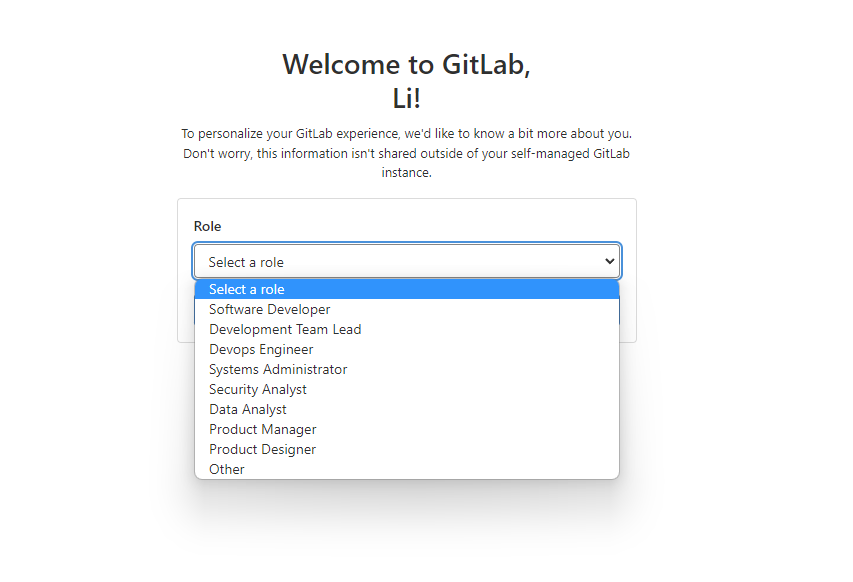 Welcome to GitLab,
Li!
To personalize your GitLab experience, we'd like to know a bit more about you.
Don't worry, this information isn't shared outside of your self-managed GitLab
instance.
Role
Select a role
Select a role
Software Developer
Development Team Lead
Devops Engineer
Systems Administrator
Security Analyst
Data Analyst
Product Manager
Product Designer
Other